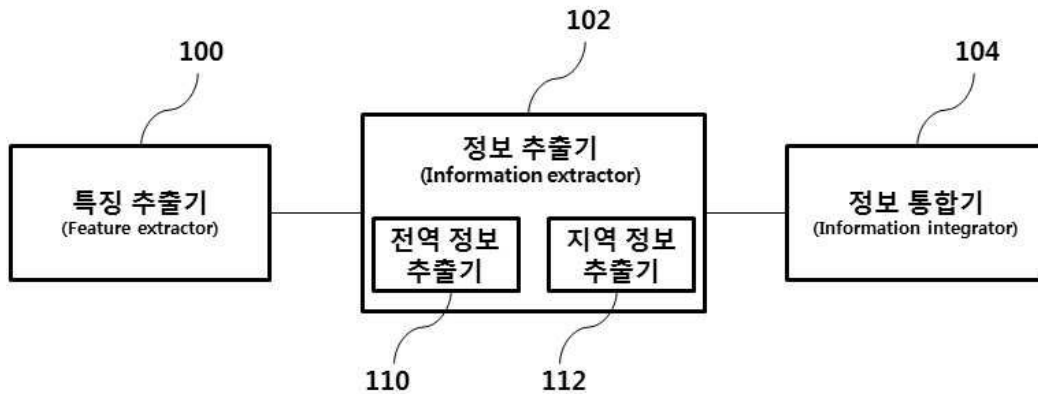 100
102
104
특징 추출기
(Feature extractor)
정보 추출기
(Information extractor)
전역 정보
추출기
지역 정보
추출기
정보 통합기
(Information integrator)
110
112